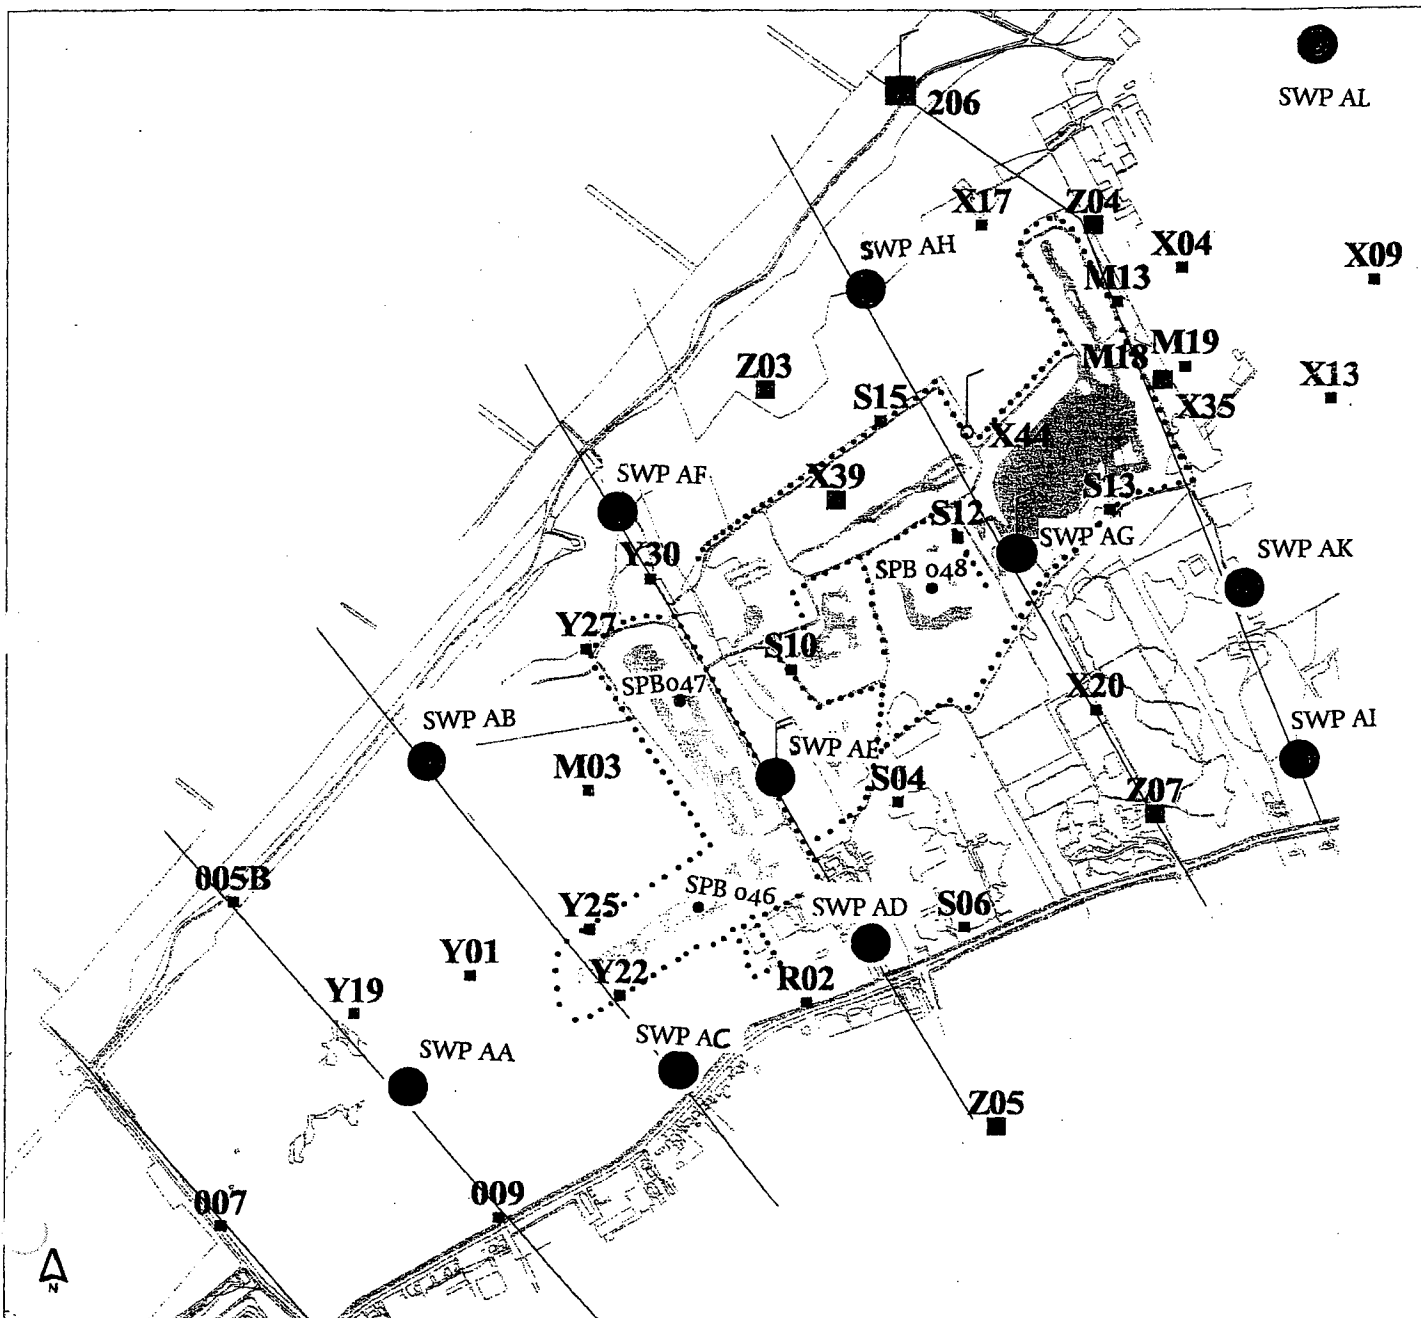 SWP AL
206
X17
Z04
SWP AH
X04
X09
M13
M18
M19
Z03
X13
S15
X35
X44
SWP AF
X39
S13
S12
SWP AG
SWP AK
Y30
SPB 048
Y27
S10
SPB047
X20
SWP AB
SWP AE
SWP AI
M03
S04
Z07
005B
SPB 046
Y25
SWP AD
S06
Y01
Y22
R02
Y19
SWP AA
SWP AC
Z05
007
009
N